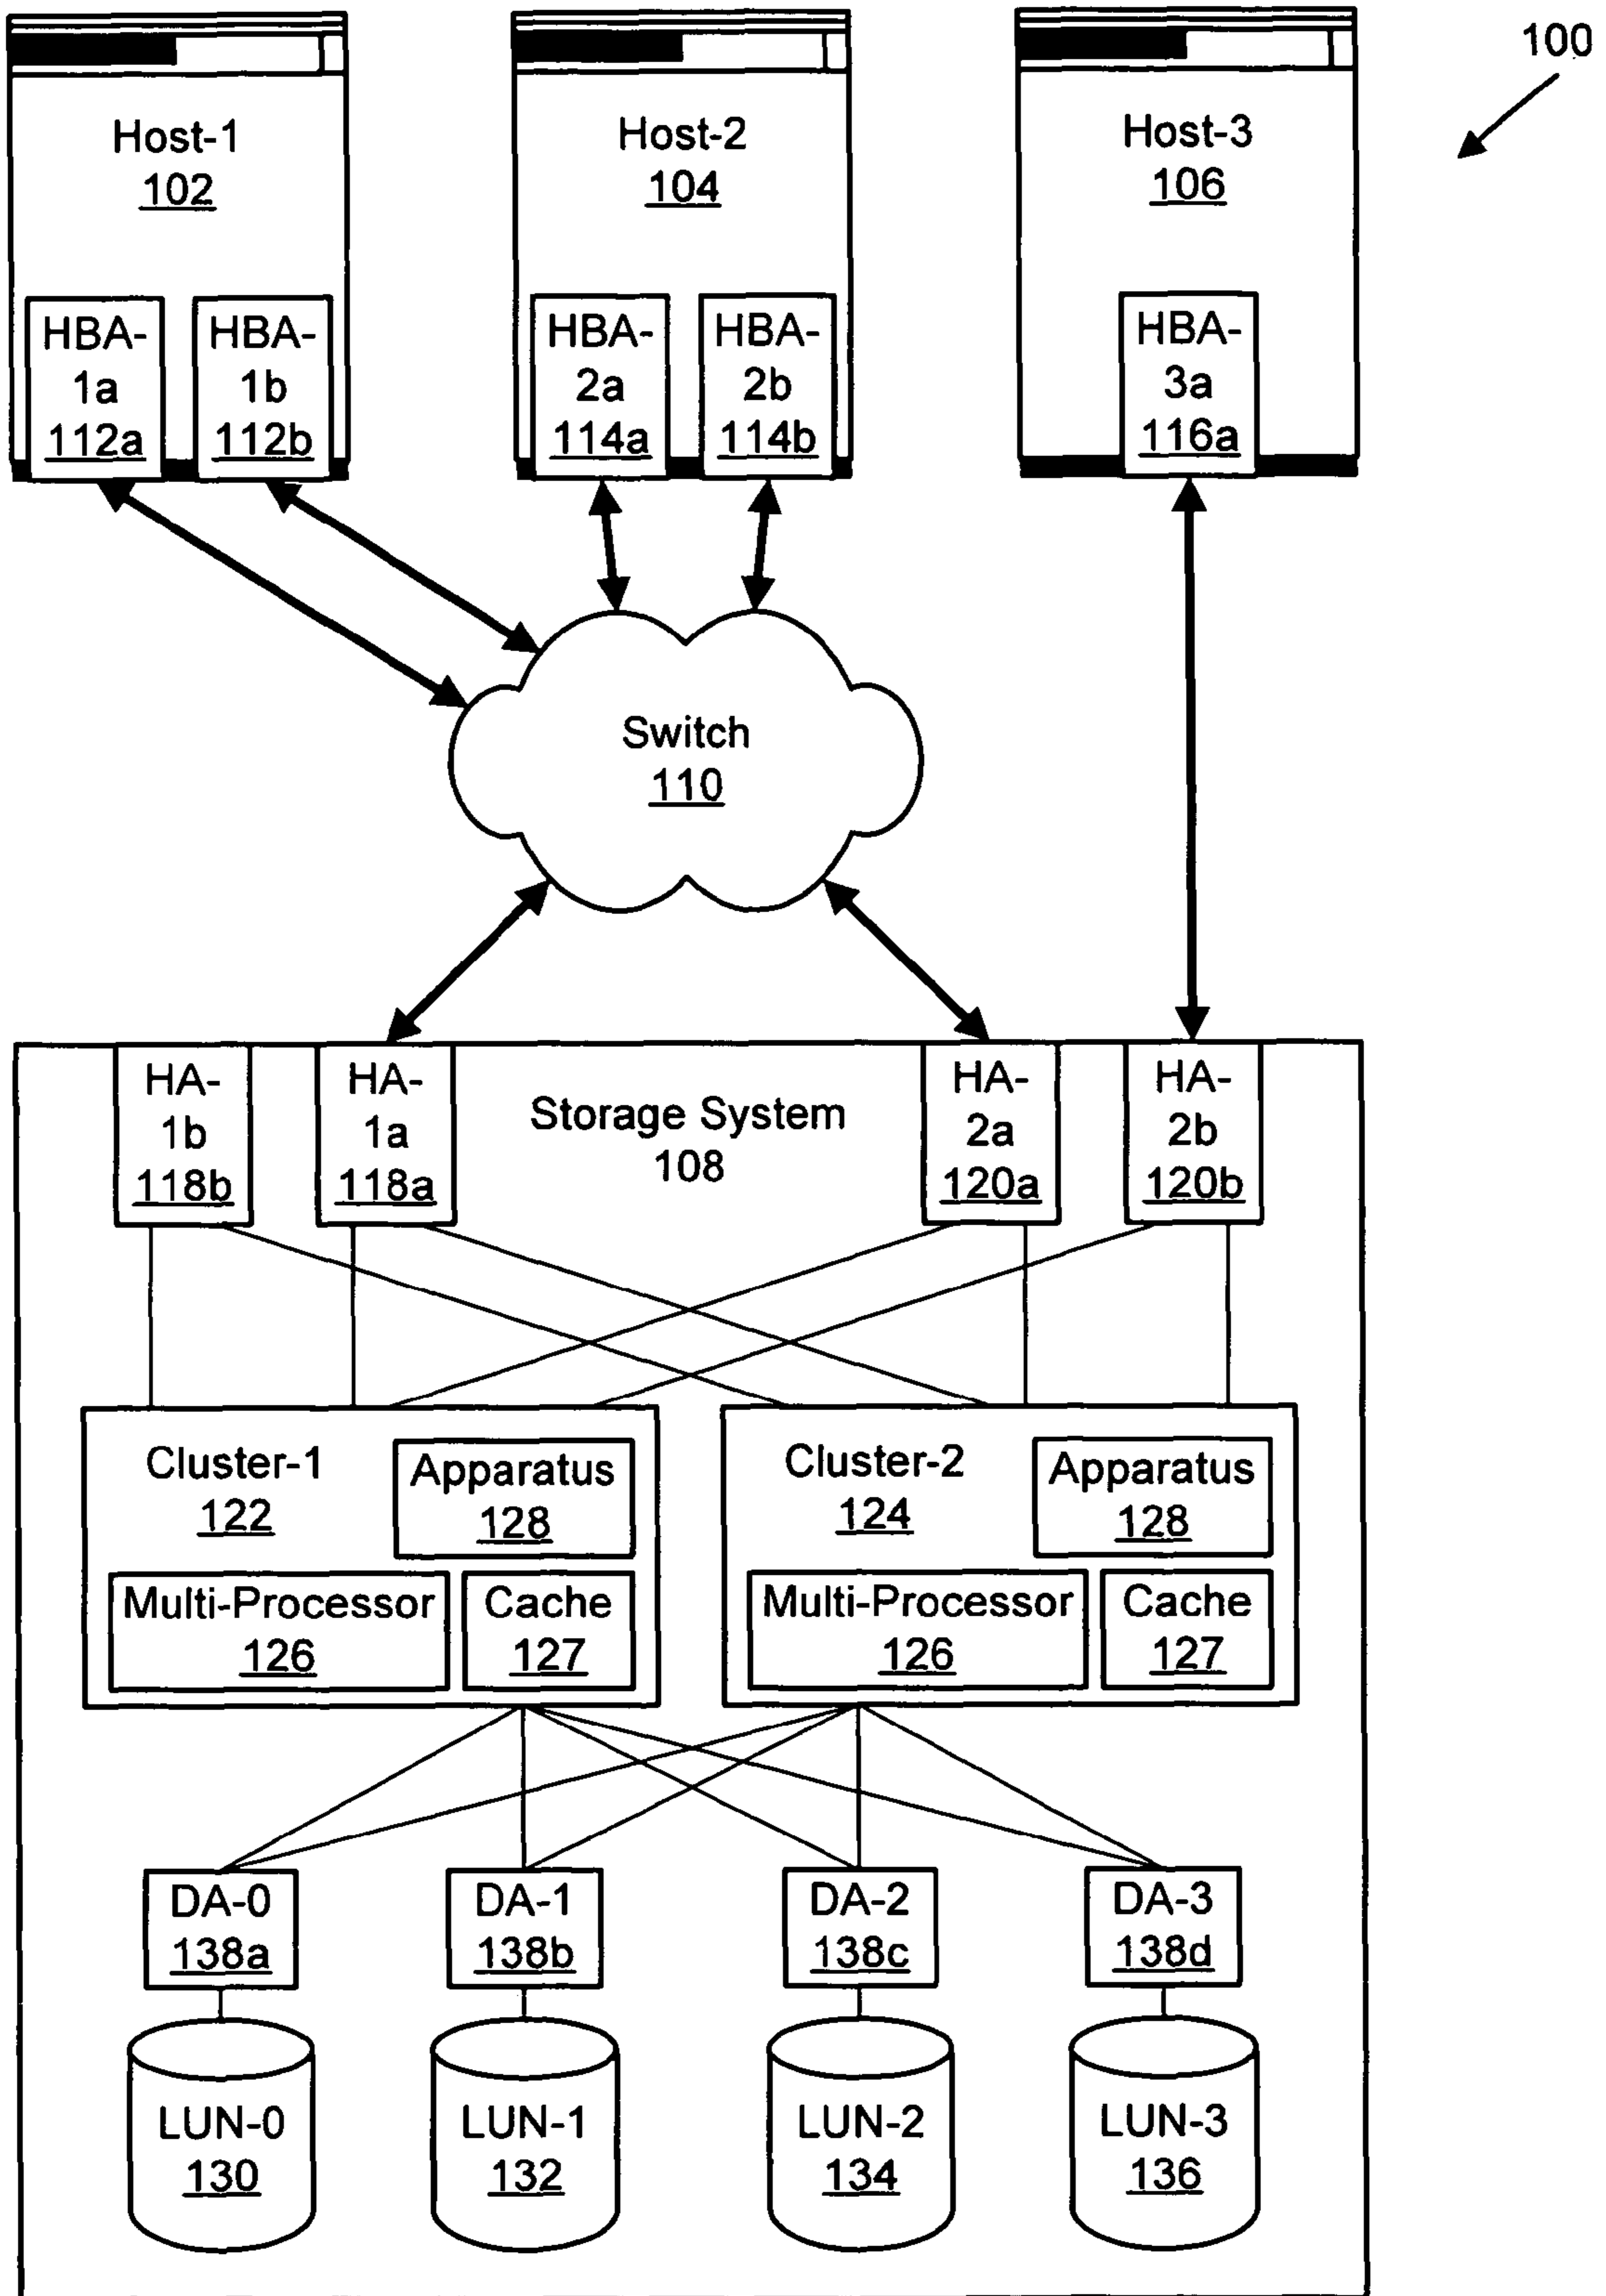 100
Host-1
102
Host-2
104
Host-3
106
HBA-
1a
112a
HBA-
1b
112b
HBA-
2a
114a
HBA-
2b
114b
HBA-
3a
116a
Switch
110
HA-
1b
118b
HA-
1a
118a
Storage System
108
HA-
2a
120a
HA-
2b
120b
Cluster-1
122
Apparatus
128
Multi-Processor
126
Cache
127
Cluster-2
124
Apparatus
128
Multi-Processor
126
Cache
127
DA-0
138a
DA-1
138b
DA-2
138c
DA-3
138d
LUN-0
130
LUN-1
132
LUN-2
134
LUN-3
136